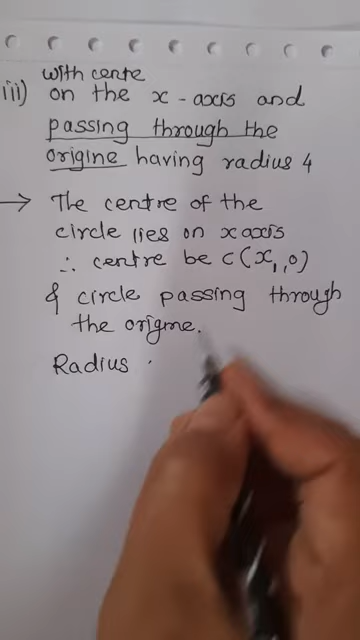 with cente
iii) on the x-axis and
passing through the
origine having radius 4
→ The centre of the
circle lies on x axis
∴ centre be C(x₁,0)
& circle passing through
the origine.
Radius